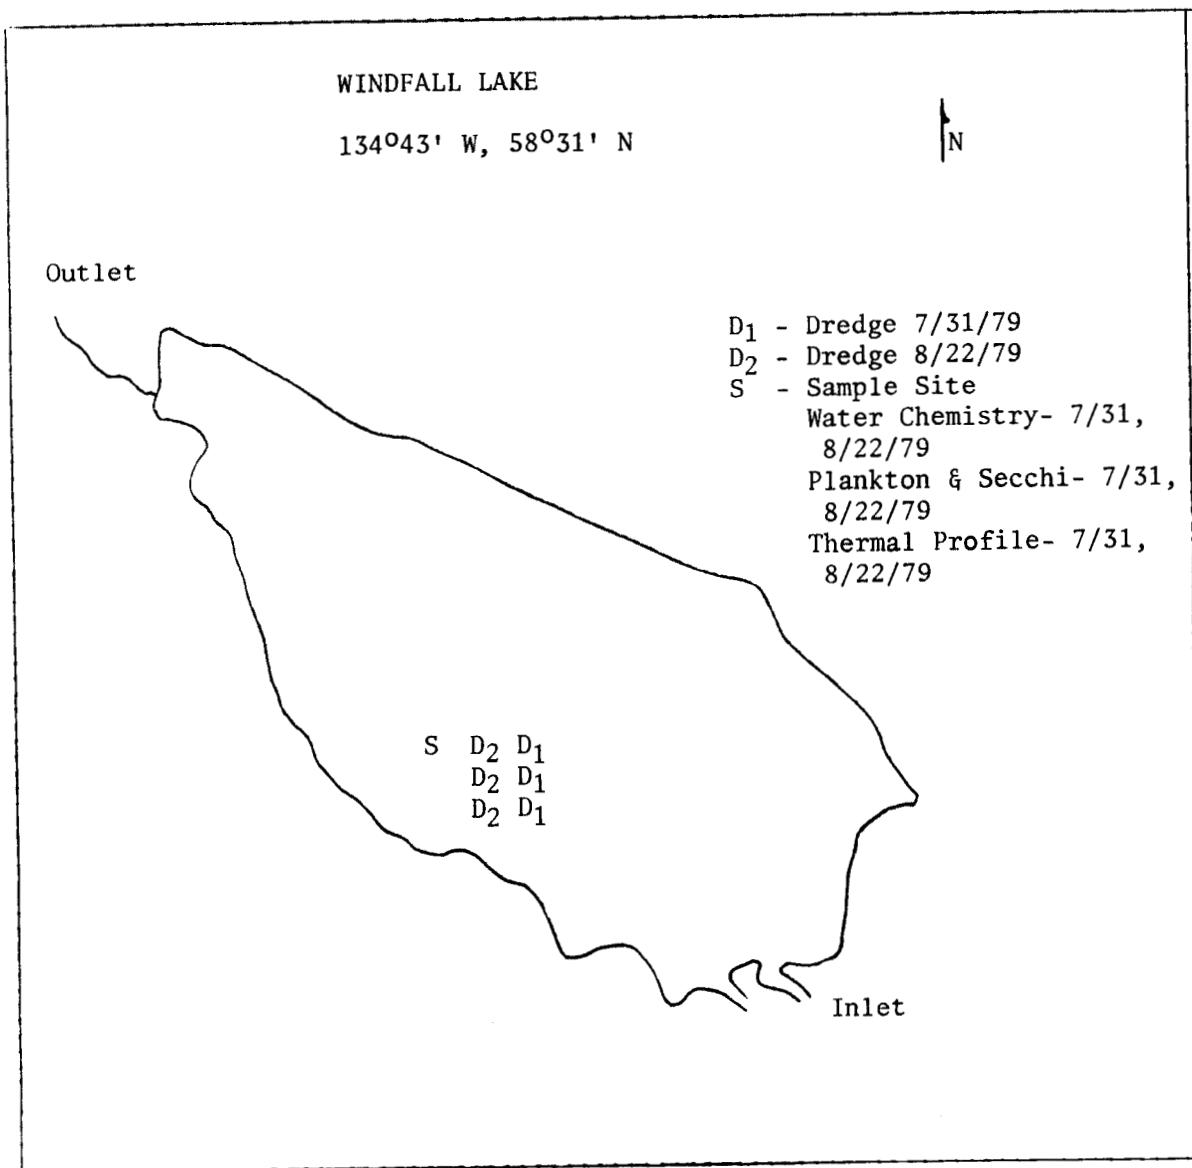 WINDFALL LAKE
134°43' W, 58°31' N
N
Outlet
D1 - Dredge 7/31/79
D2 - Dredge 8/22/79
S - Sample Site
Water Chemistry- 7/31,
8/22/79
Plankton & Secchi- 7/31,
8/22/79
Thermal Profile- 7/31,
8/22/79
S D2 D1
D2 D1
D2 D1
Inlet